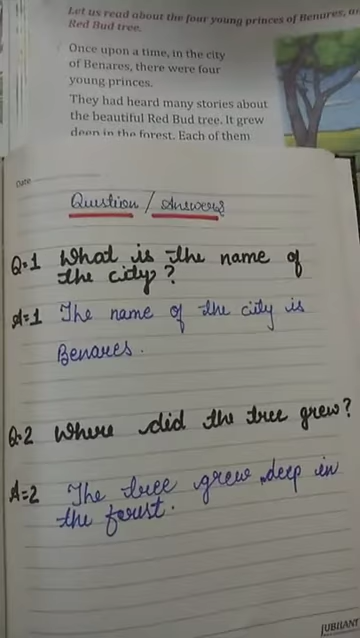 Let us read about the four young princes of Benares, a
Red Bud tree.
Once upon a time, in the city
of Benares, there were four
young princes.
They had heard many stories about
the beautiful Red Bud tree. It grew
deep in the forest. Each of them
Date
Question / Answers
Q.1 What is the name of
the city?
A=1 The name of the city is
Benares.
Q.2 Where did the tree grew?
A=2 The tree grew deep in
the forest.
JUBILANT